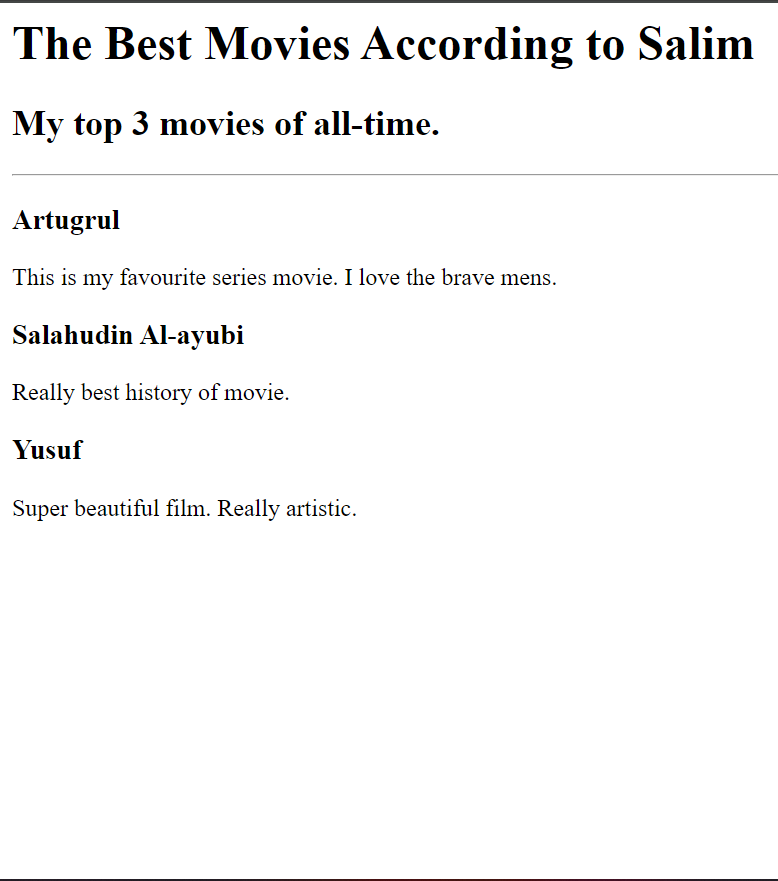 The Best Movies According to Salim
My top 3 movies of all-time.
Artugrul
This is my favourite series movie. I love the brave mens.
Salahudin Al-ayubi
Really best history of movie.
Yusuf
Super beautiful film. Really artistic.